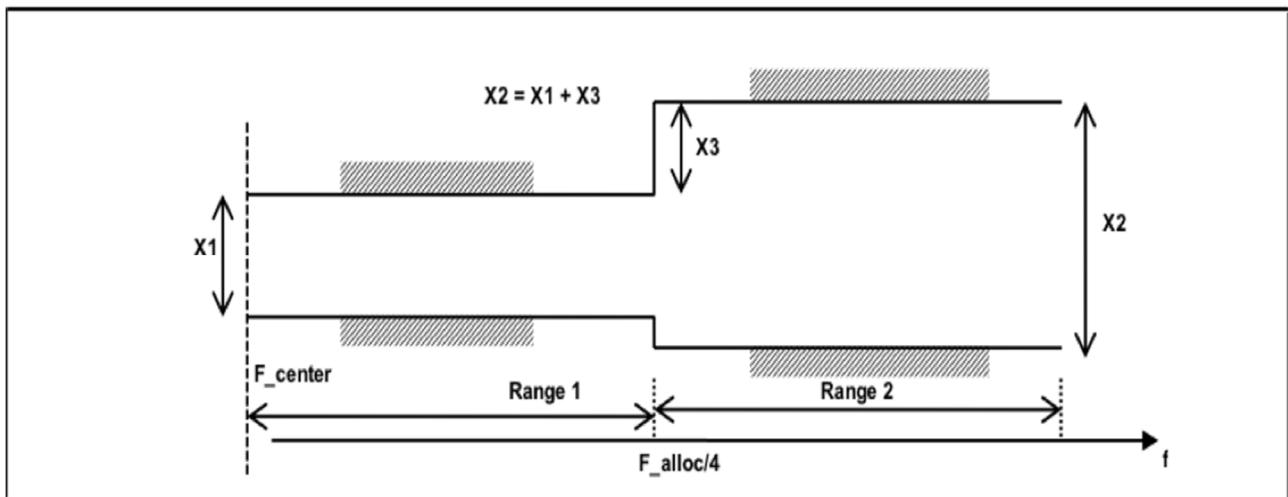 X2 = X1 + X3
X3
X1
X2
F_center
Range 1
Range 2
F_alloc/4
f